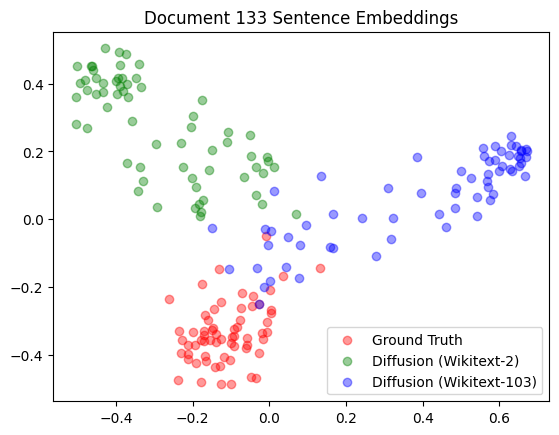 Document 133 Sentence Embeddings
0.4
0.2
0.0
−0.2
−0.4
−0.4
−0.2
0.0
0.2
0.4
0.6
Ground Truth
Diffusion (Wikitext-2)
Diffusion (Wikitext-103)